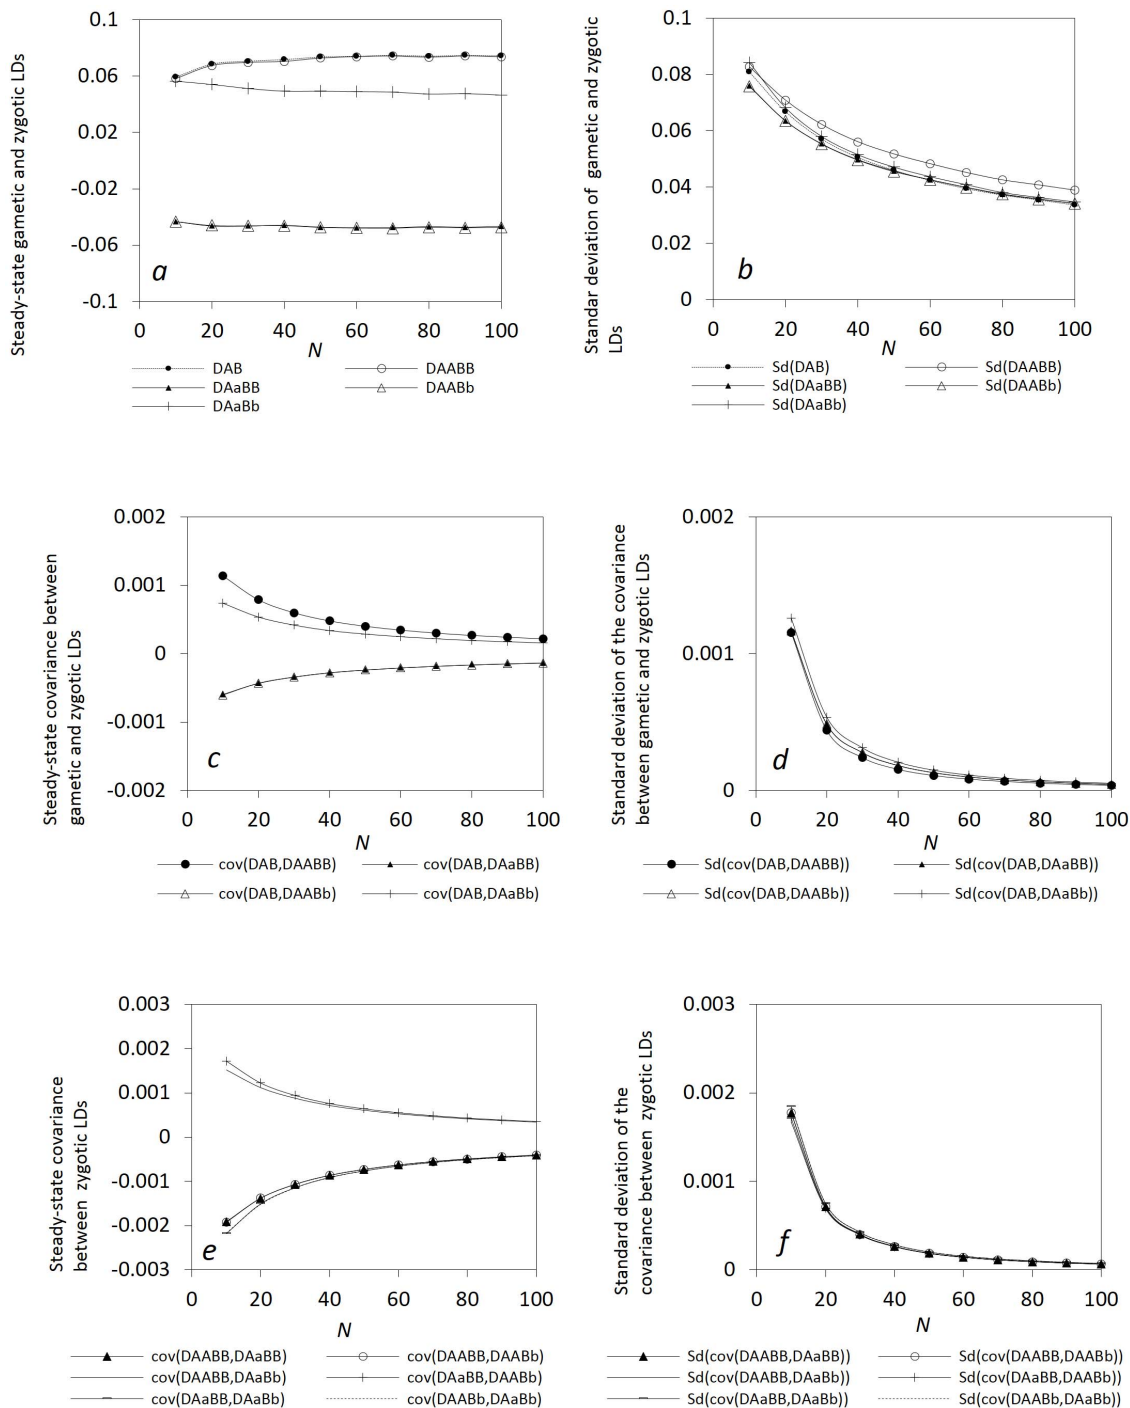 Steady-state gametic and zygotic LDs
0.1
0.06
0.02
-0.02
-0.06
-0.1
a
0 20 40 60 80 100
N
DAB DAABB
DAaBB DAABb
DAaBb
Standar deviation of gametic and zygotic
LDs
0.1
0.08
0.06
0.04
0.02
0
b
0 20 40 60 80 100
N
Sd(DAB) Sd(DAABB)
Sd(DAaBB) Sd(DAABb)
Sd(DAaBb)
Steady-state covariance between
gametic and zygotic LDs
0.002
0.001
0
-0.001
-0.002
c
0 20 40 60 80 100
N
cov(DAB,DAABB) cov(DAB,DAaBB)
cov(DAB,DAABb) cov(DAB,DAaBb)
Standard deviation of the covariance
between gametic and zygotic LDs
0.002
0.001
0
d
0 20 40 60 80 100
N
Sd(cov(DAB,DAABB)) Sd(cov(DAB,DAaBB))
Sd(cov(DAB,DAABb)) Sd(cov(DAB,DAaBb))
Steady-state covariance
between zygotic LDs
0.003
0.002
0.001
0
-0.001
-0.002
-0.003
e
0 20 40 60 80 100
N
cov(DAABB,DAaBB) cov(DAABB,DAABb)
cov(DAABB,DAaBb) cov(DAaBB,DAABb)
cov(DAaBB,DAaBb) cov(DAABb,DAaBb)
Standard deviation of the
covariance between zygotic LDs
0.003
0.002
0.001
0
f
0 20 40 60 80 100
N
Sd(cov(DAABB,DAaBB)) Sd(cov(DAABB,DAABb))
Sd(cov(DAABB,DAaBb)) Sd(cov(DAaBB,DAABb))
Sd(cov(DAaBB,DAaBb)) Sd(cov(DAABb,DAaBb))